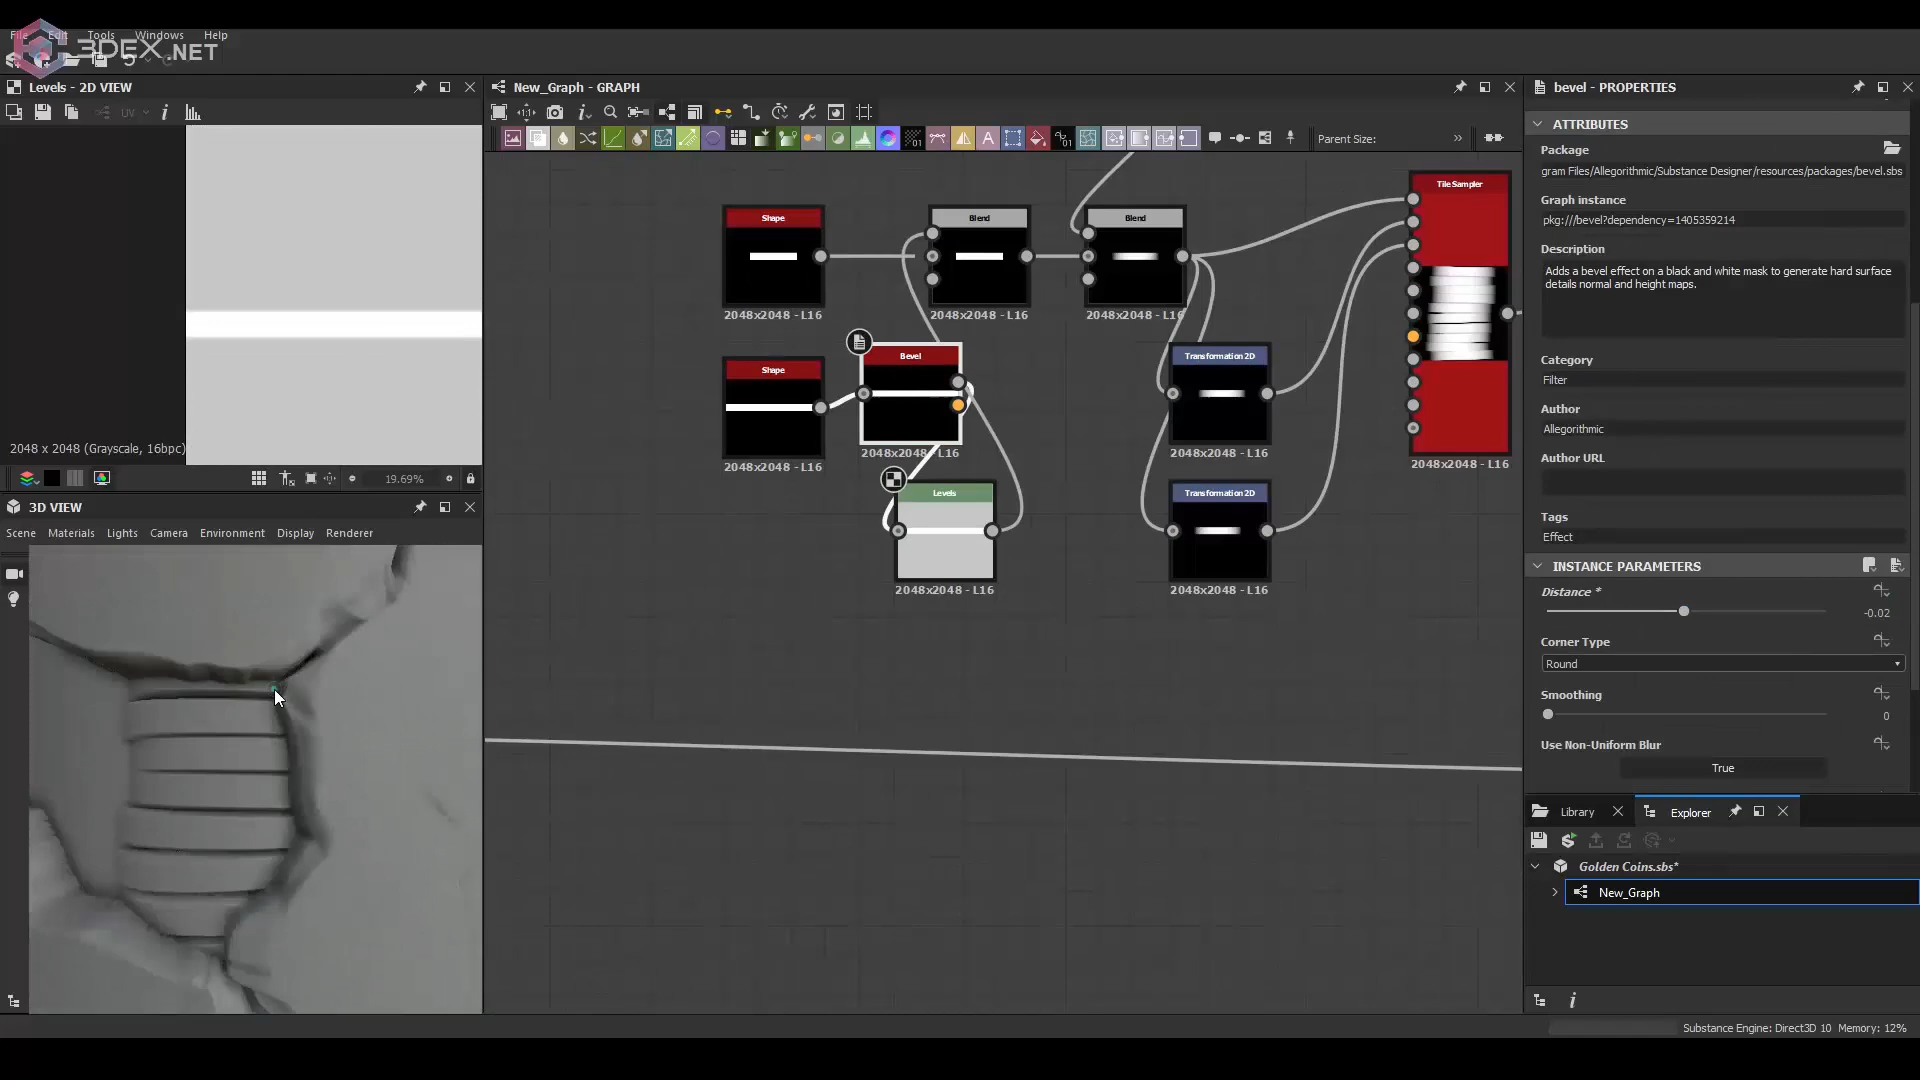 File Edit Tools Windows Help
3DEX.NET
Levels - 2D VIEW
UV
2048 x 2048 (Grayscale, 16bpc)
19.69%
3D VIEW
Scene Materials Lights Camera Environment Display Renderer
New_Graph - GRAPH
Parent Size:
Shape
2048x2048 - L16
Blend
2048x2048 - L16
Blend
2048x2048 - L16
Tile Sampler
2048x2048 - L16
Shape
2048x2048 - L16
Bevel
2048x2048 - L16
Transformation 2D
2048x2048 - L16
Levels
2048x2048 - L16
Transformation 2D
2048x2048 - L16
bevel - PROPERTIES
ATTRIBUTES
Package
gram Files/Allegorithmic/Substance Designer/resources/packages/bevel.sbs
Graph instance
pkg:///bevel?dependency=1405359214
Description
Adds a bevel effect on a black and white mask to generate hard surface
details normal and height maps.
Category
Filter
Author
Allegorithmic
Author URL
Tags
Effect
INSTANCE PARAMETERS
Distance *
-0.02
Corner Type
Round
Smoothing
0
Use Non-Uniform Blur
True
Library Explorer
Golden Coins.sbs*
New_Graph
Substance Engine: Direct3D 10 Memory: 12%